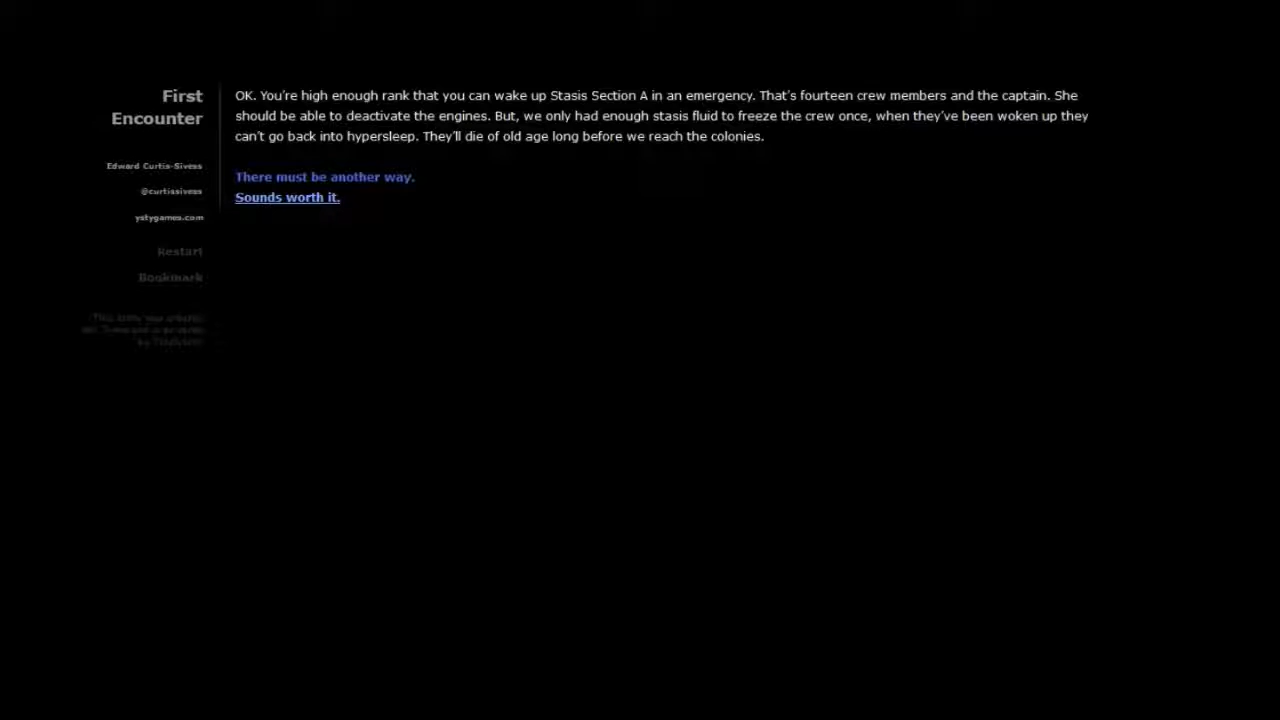 First
Encounter
Edward Curtis-Sivess
@curtissivess
ystygames.com
Restart
Bookmark
OK. You're high enough rank that you can wake up Stasis Section A in an emergency. That's fourteen crew members and the captain. She
should be able to deactivate the engines. But, we only had enough stasis fluid to freeze the crew once, when they've been woken up they
can't go back into hypersleep. They'll die of old age long before we reach the colonies.
There must be another way.
Sounds worth it.